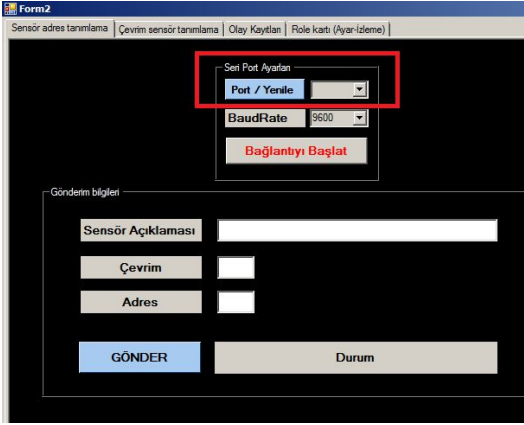 Form2
Sensör adres tanımlama Çevrim sensör tanımlama Olay Kayıtları Role kartı (Ayar-İzleme)
Seri Port Ayarları
Port / Yenile
BaudRate 9600
Bağlantıyı Başlat
Gönderim bilgileri
Sensör Açıklaması
Çevrim
Adres
GÖNDER Durum